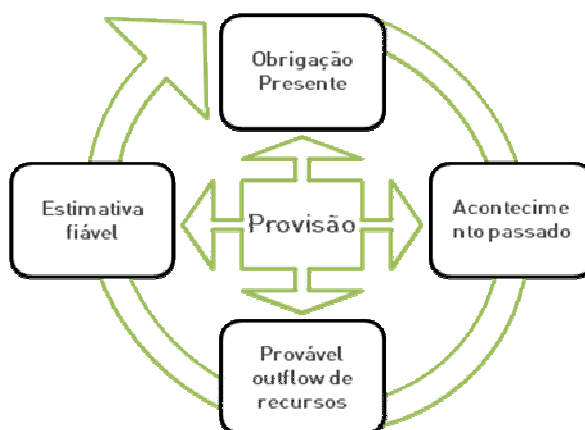 Obrigação
Presente
Estimativa
fiável
Provisão
Acontecime
nto passado
Provável
outflow de
recursos